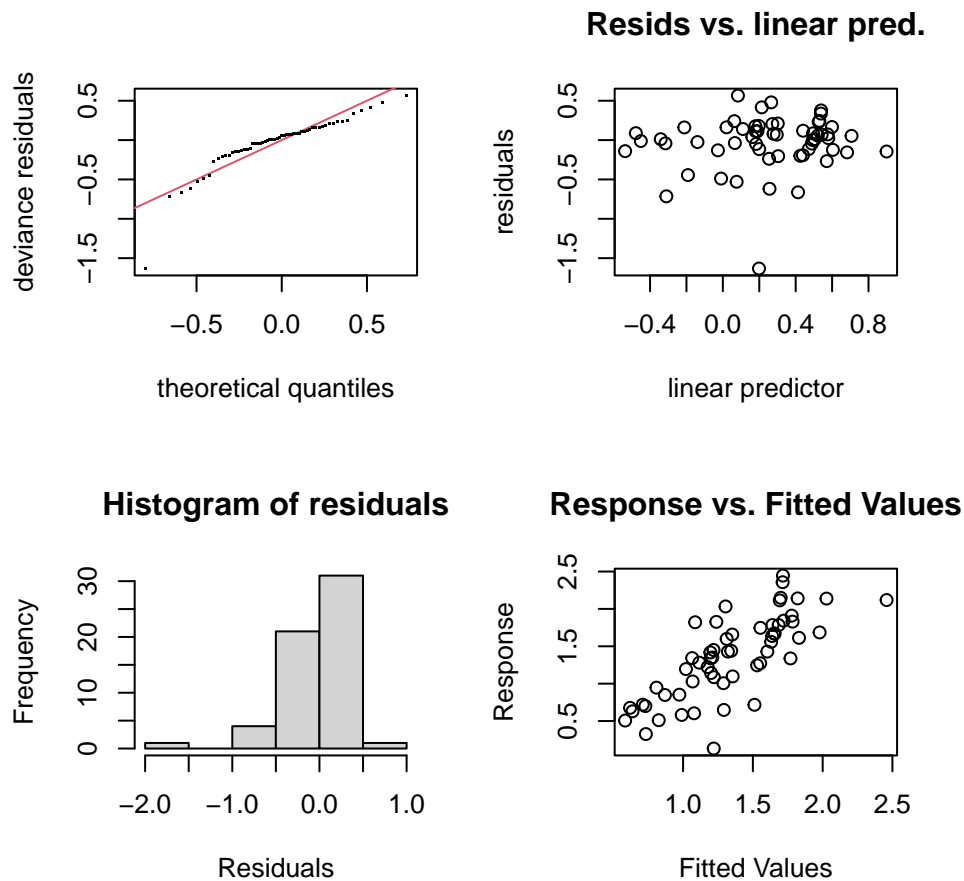 deviance residuals
0.5
−0.5
−1.5
−0.5
0.0
0.5
theoretical quantiles
Resids vs. linear pred.
residuals
0.5
−0.5
−1.5
−0.4
0.0
0.4
0.8
linear predictor
Histogram of residuals
Frequency
30
10
0
−2.0
−1.0
0.0
1.0
Residuals
Response vs. Fitted Values
Response
2.5
1.5
0.5
1.0
1.5
2.0
2.5
Fitted Values